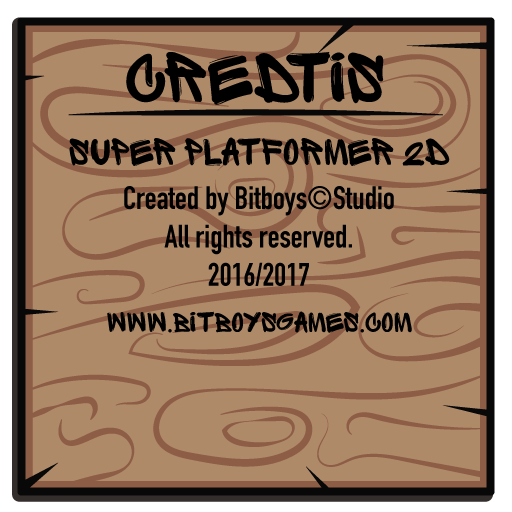 CREDTiS
SUPER PLATFORMER 2D
Created by Bitboys©Studio
All rights reserved.
2016/2017
WWW.BiTBOYSGAMES.COM